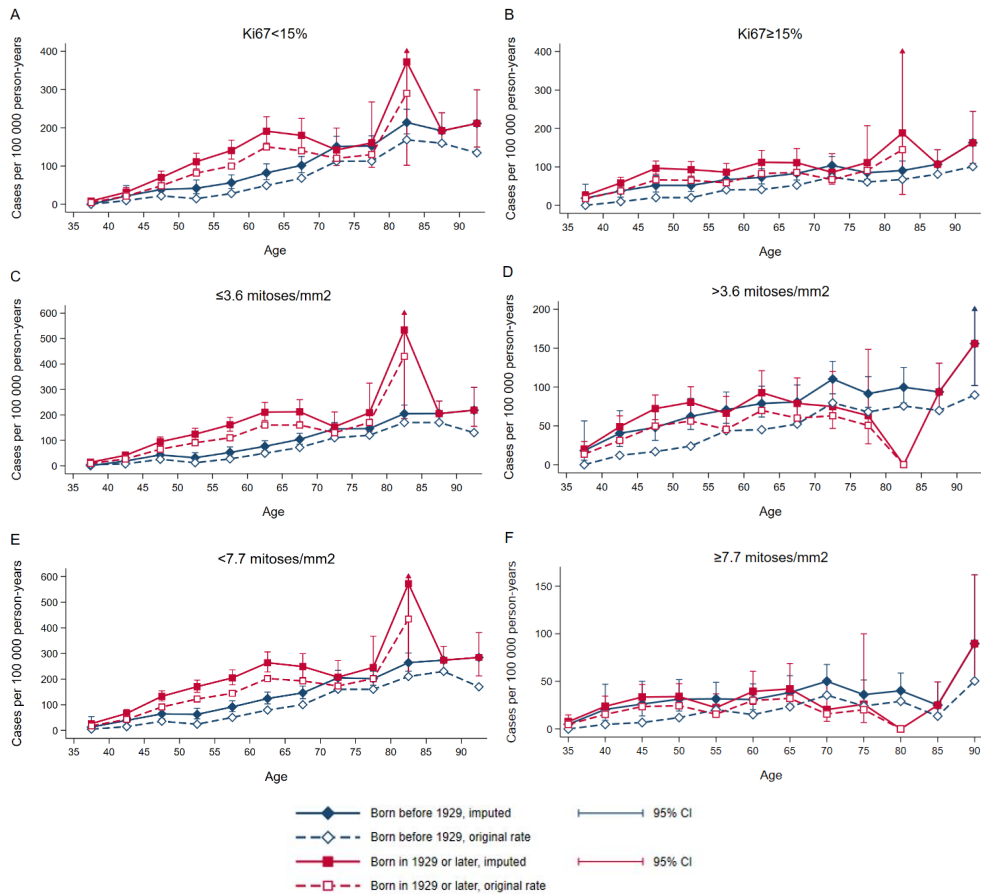 A
Ki67<15%
Cases per 100 000 person-years
400
300
200
100
0
35 40 45 50 55 60 65 70 75 80 85 90
Age
B
Ki67≥15%
Cases per 100 000 person-years
400
300
200
100
0
35 40 45 50 55 60 65 70 75 80 85 90
Age
C
≤3.6 mitoses/mm2
Cases per 100 000 person-years
600
500
400
300
200
100
0
35 40 45 50 55 60 65 70 75 80 85 90
Age
D
>3.6 mitoses/mm2
Cases per 100 000 person-years
200
150
100
50
0
35 40 45 50 55 60 65 70 75 80 85 90
Age
E
<7.7 mitoses/mm2
Cases per 100 000 person-years
600
500
400
300
200
100
0
35 40 45 50 55 60 65 70 75 80 85 90
Age
F
≥7.7 mitoses/mm2
Cases per 100 000 person-years
150
100
50
0
35 40 45 50 55 60 65 70 75 80 85 90
Age
Born before 1929, imputed
95% CI
Born before 1929, original rate
Born in 1929 or later, imputed
95% CI
Born in 1929 or later, original rate